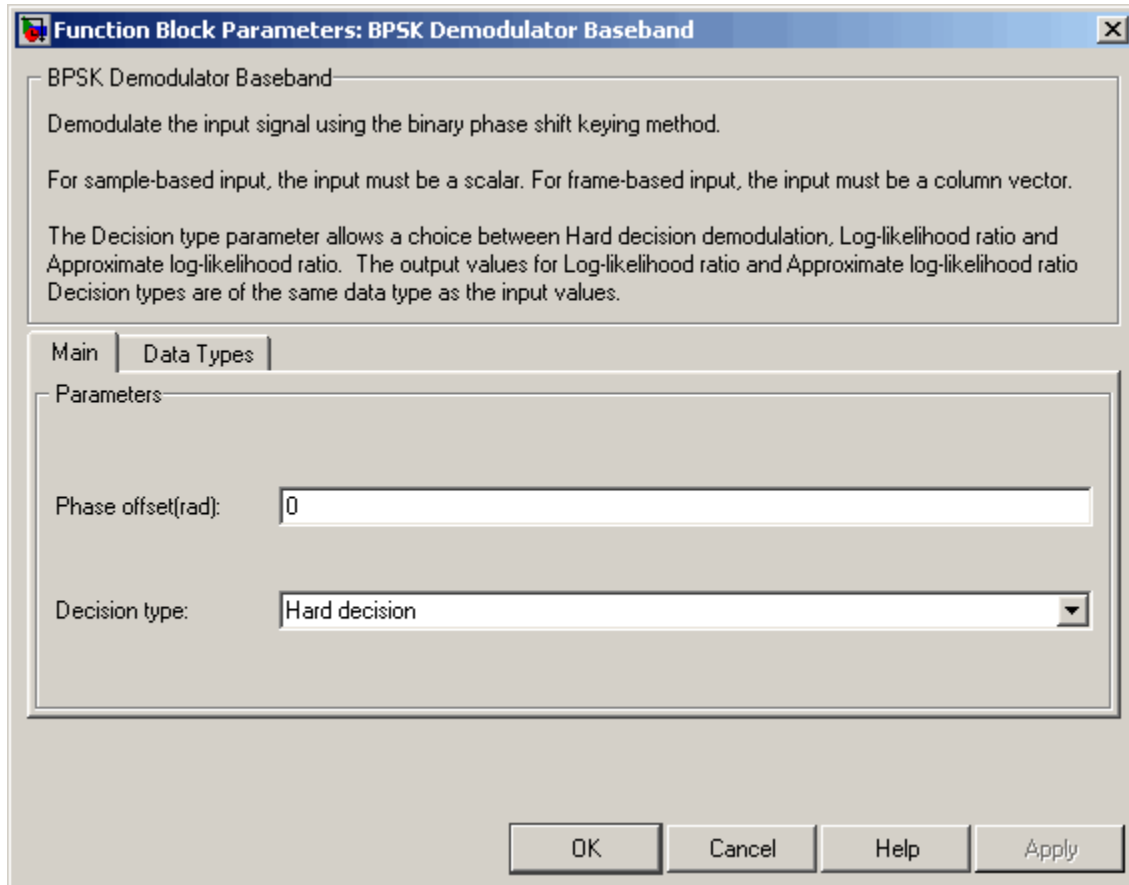 Function Block Parameters: BPSK Demodulator Baseband
BPSK Demodulator Baseband
Demodulate the input signal using the binary phase shift keying method.
For sample-based input, the input must be a scalar. For frame-based input, the input must be a column vector.
The Decision type parameter allows a choice between Hard decision demodulation, Log-likelihood ratio and
Approximate log-likelihood ratio.  The output values for Log-likelihood ratio and Approximate log-likelihood ratio
Decision types are of the same data type as the input values.
Main Data Types
Parameters
Phase offset(rad): 0
Decision type: Hard decision
OK Cancel Help Apply